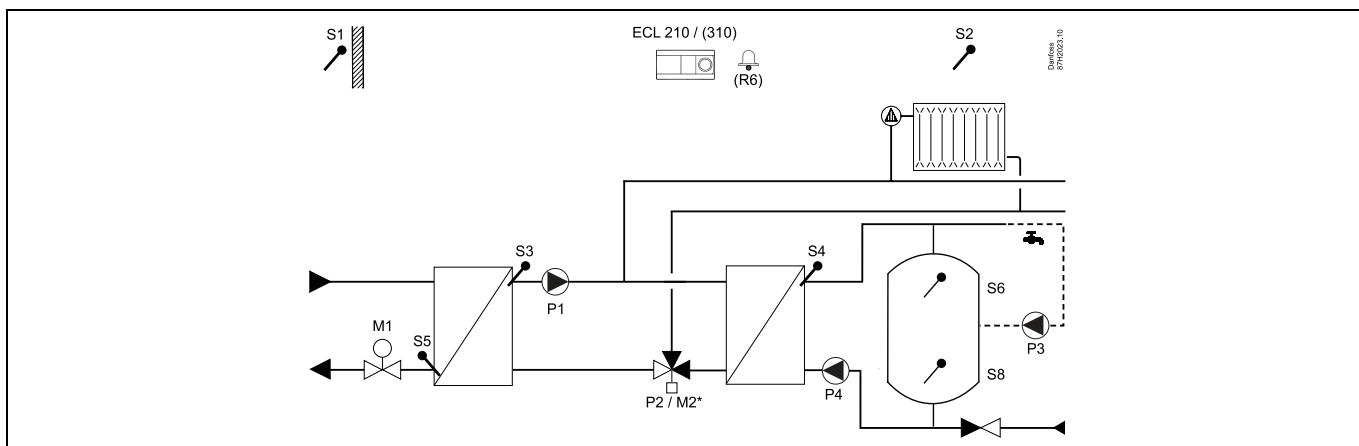 S1
ECL 210 / (310)
(R6)
S2
Danfoss
87H2023.10
S3
P1
S4
S6
M1
S5
P3
S8
P2 / M2*
P4